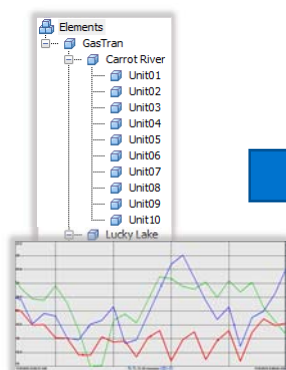 Elements
GasTran
Carrot River
Unit01
Unit02
Unit03
Unit04
Unit05
Unit06
Unit07
Unit08
Unit09
Unit10
Lucky Lake